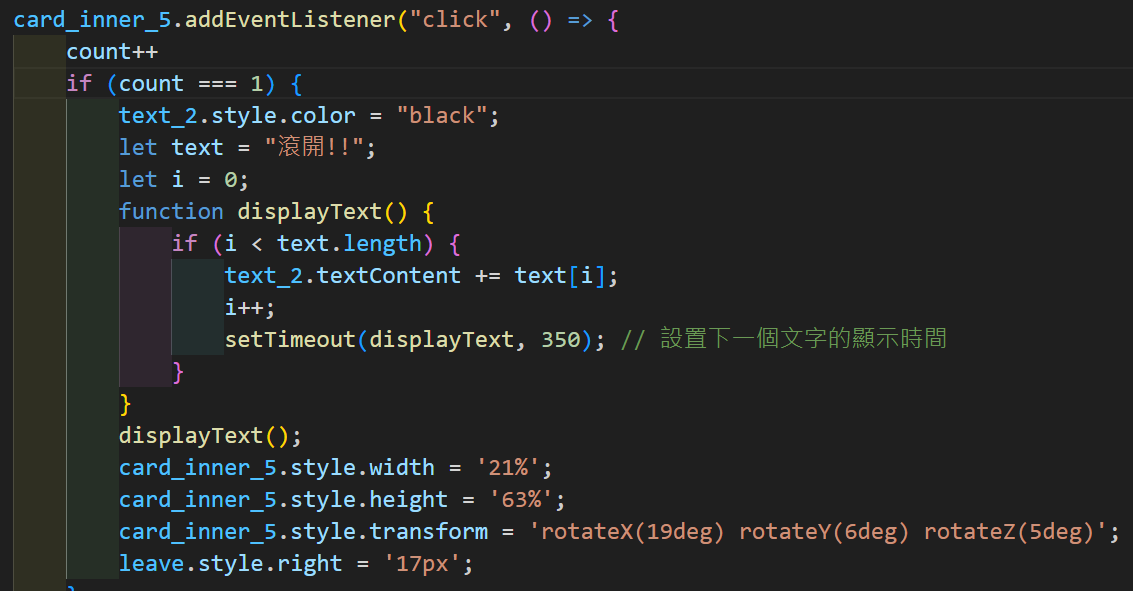 card_inner_5.addEventListener("click", () => {
count++
if (count === 1) {
text_2.style.color = "black";
let text = "滾開!!";
let i = 0;
function displayText() {
if (i < text.length) {
text_2.textContent += text[i];
i++;
setTimeout(displayText, 350); // 設置下一個文字的顯示時間
}
}
displayText();
card_inner_5.style.width = '21%';
card_inner_5.style.height = '63%';
card_inner_5.style.transform = 'rotateX(19deg) rotateY(6deg) rotateZ(5deg)';
leave.style.right = '17px';
}